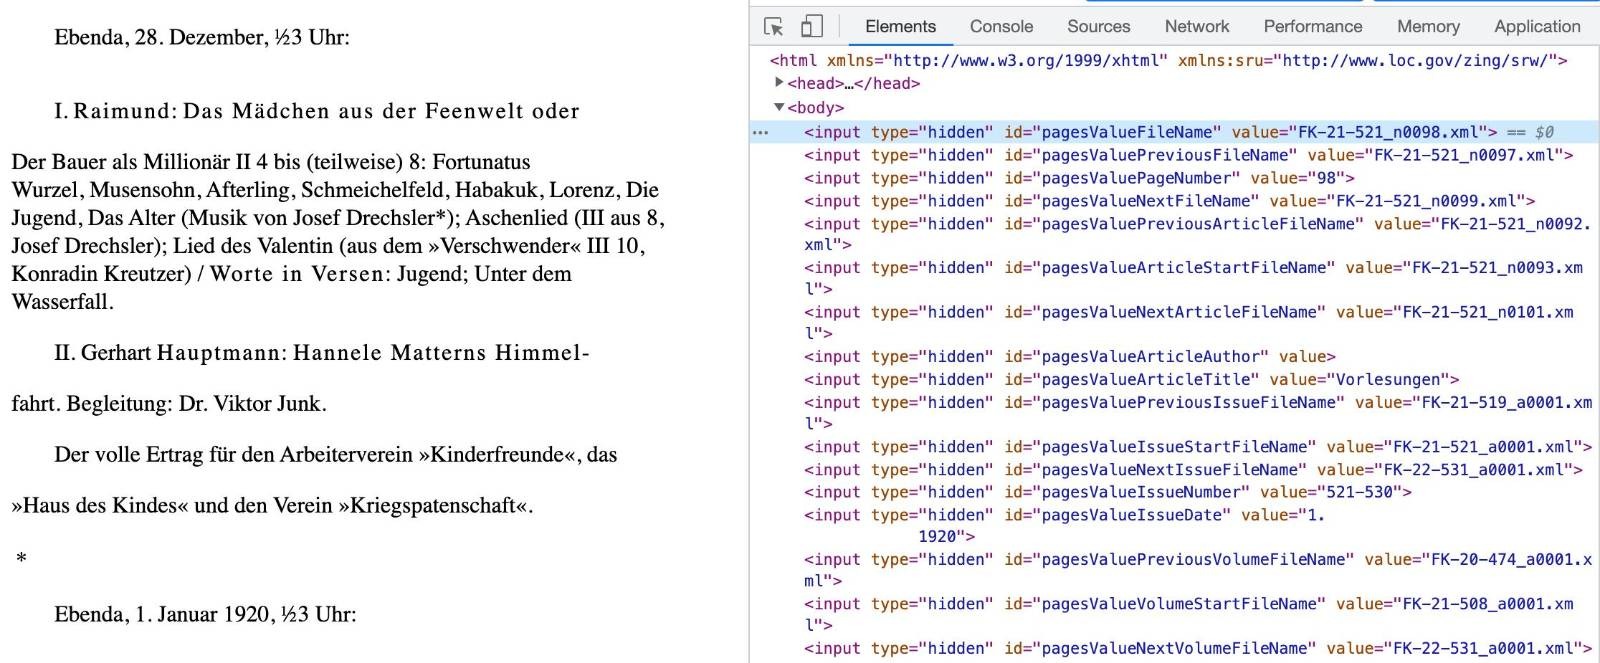 Ebenda, 28. Dezember, ½3 Uhr:
I. Raimund: Das Mädchen aus der Feenwelt oder
Der Bauer als Millionär II 4 bis (teilweise) 8: Fortunatus
Wurzel, Musensohn, Afterling, Schmeichelfeld, Habakuk, Lorenz, Die
Jugend, Das Alter (Musik von Josef Drechsler*); Aschenlied (III aus 8,
Josef Drechsler); Lied des Valentin (aus dem »Verschwender« III 10,
Konradin Kreutzer) / Worte in Versen: Jugend; Unter dem
Wasserfall.
II. Gerhart Hauptmann: Hannele Matterns Himmel-
fahrt. Begleitung: Dr. Viktor Junk.
Der volle Ertrag für den Arbeiterverein »Kinderfreunde«, das
»Haus des Kindes« und den Verein »Kriegspatenschaft«.
*
Ebenda, 1. Januar 1920, ½3 Uhr:
Elements Console Sources Network Performance Memory Application
<html xmlns="http://www.w3.org/1999/xhtml" xmlns:sru="http://www.loc.gov/zing/srw/">
<head>…</head>
<body>
… <input type="hidden" id="pagesValueFileName" value="FK-21-521_n0098.xml"> == $0
<input type="hidden" id="pagesValuePreviousFileName" value="FK-21-521_n0097.xml">
<input type="hidden" id="pagesValuePageNumber" value="98">
<input type="hidden" id="pagesValueNextFileName" value="FK-21-521_n0099.xml">
<input type="hidden" id="pagesValuePreviousArticleFileName" value="FK-21-521_n0092.
xml">
<input type="hidden" id="pagesValueArticleStartFileName" value="FK-21-521_n0093.xm
l">
<input type="hidden" id="pagesValueNextArticleFileName" value="FK-21-521_n0101.xm
l">
<input type="hidden" id="pagesValueArticleAuthor" value>
<input type="hidden" id="pagesValueArticleTitle" value="Vorlesungen">
<input type="hidden" id="pagesValuePreviousIssueFileName" value="FK-21-519_a0001.xm
l">
<input type="hidden" id="pagesValueIssueStartFileName" value="FK-21-521_a0001.xml">
<input type="hidden" id="pagesValueNextIssueFileName" value="FK-22-531_a0001.xml">
<input type="hidden" id="pagesValueIssueNumber" value="521-530">
<input type="hidden" id="pagesValueIssueDate" value="1.
1920">
<input type="hidden" id="pagesValuePreviousVolumeFileName" value="FK-20-474_a0001.x
ml">
<input type="hidden" id="pagesValueVolumeStartFileName" value="FK-21-508_a0001.xm
l">
<input type="hidden" id="pagesValueNextVolumeFileName" value="FK-22-531_a0001.xml">